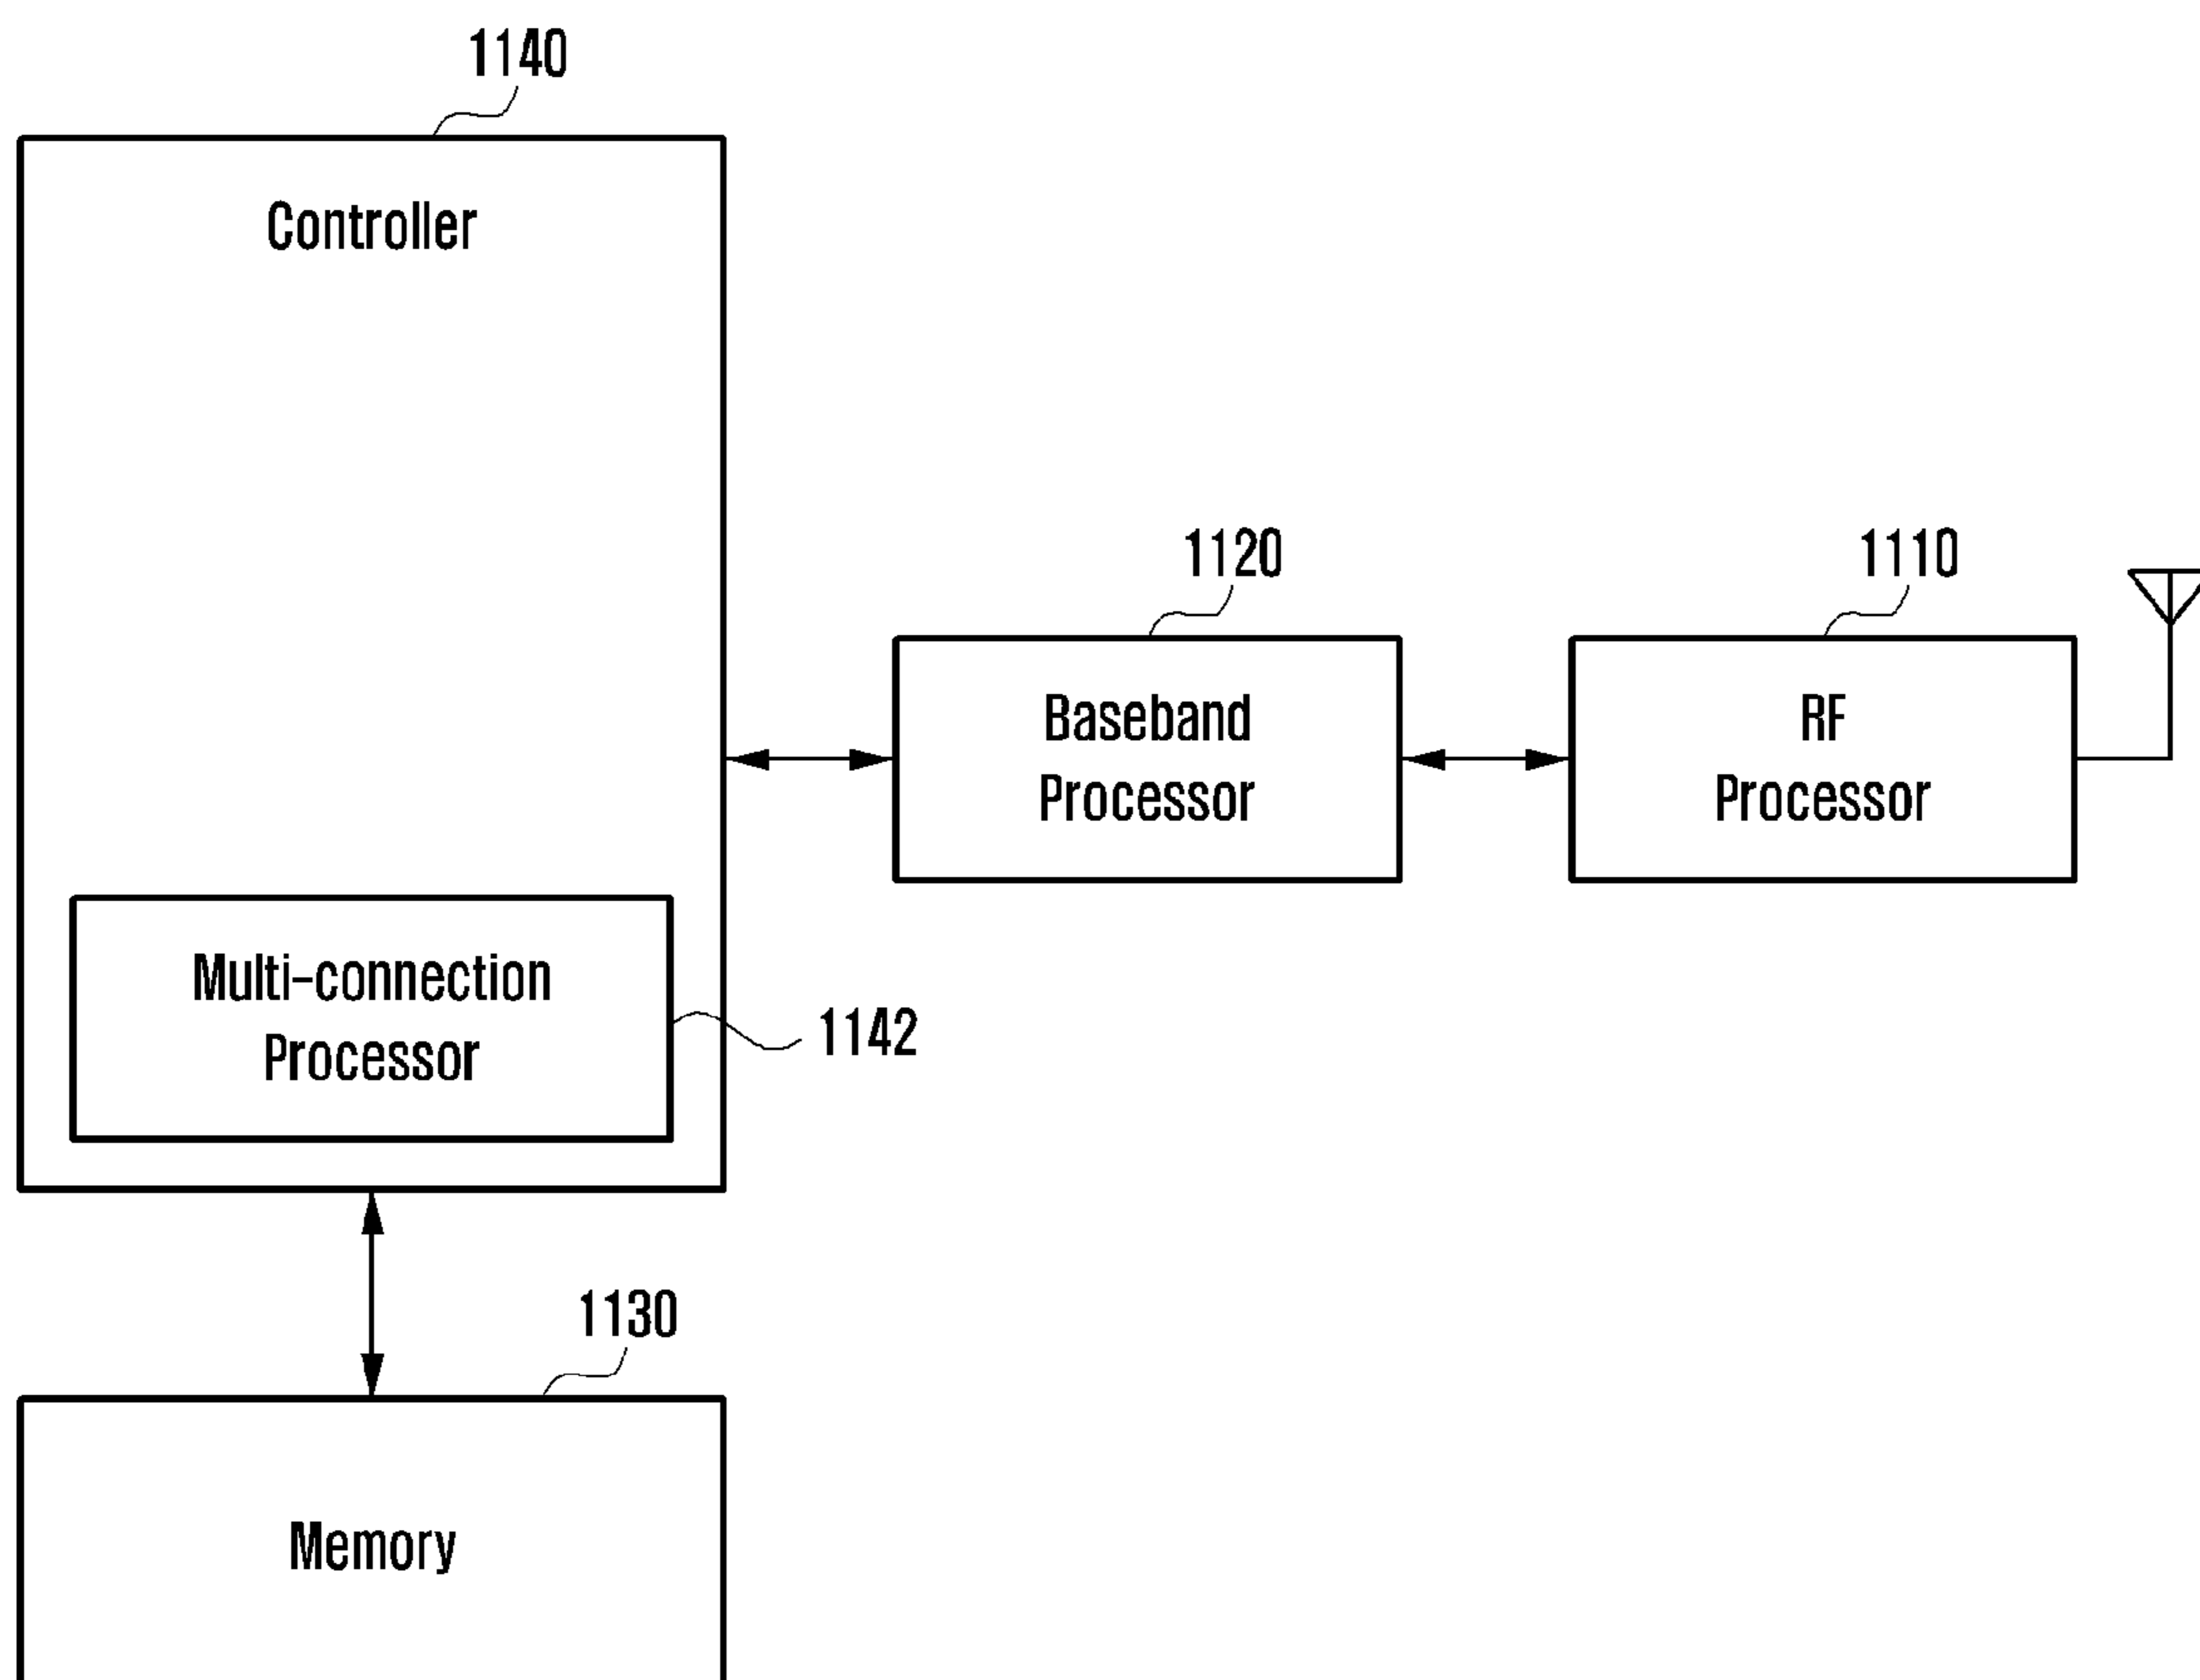 1140
Controller
1120
1110
Baseband
Processor
RF
Processor
Multi-connection
Processor
1142
1130
Memory